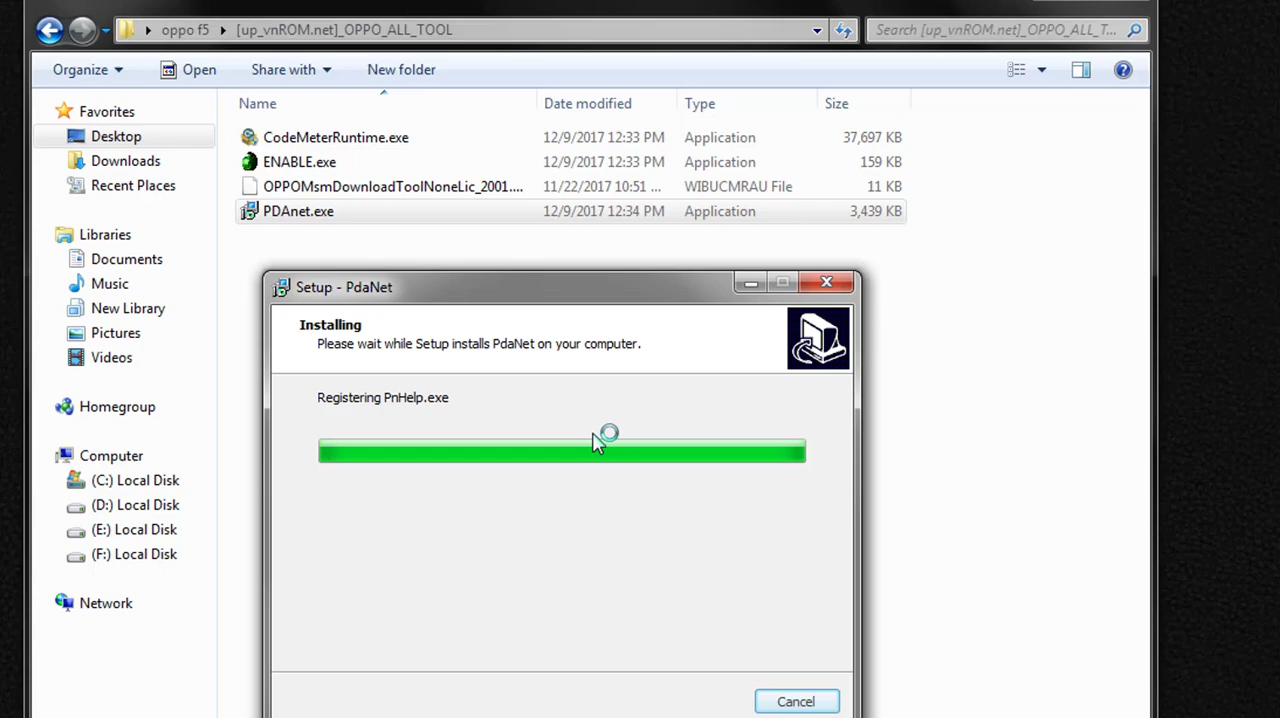 oppo f5 [up_vnROM.net]_OPPO_ALL_TOOL
Search [up_vnROM.net]_OPPO_ALL_T...
Organize Open Share with New folder
Name Date modified Type Size
Favorites
Desktop
Downloads
Recent Places
Libraries
Documents
Music
New Library
Pictures
Videos
Homegroup
Computer
(C:) Local Disk
(D:) Local Disk
(E:) Local Disk
(F:) Local Disk
Network
CodeMeterRuntime.exe 12/9/2017 12:33 PM Application 37,697 KB
ENABLE.exe 12/9/2017 12:33 PM Application 159 KB
OPPOMsmDownloadToolNoneLic_2001.... 11/22/2017 10:51 ... WIBUCMRAU File 11 KB
PDAnet.exe 12/9/2017 12:34 PM Application 3,439 KB
Setup - PdaNet
Installing
Please wait while Setup installs PdaNet on your computer.
Registering PnHelp.exe
Cancel